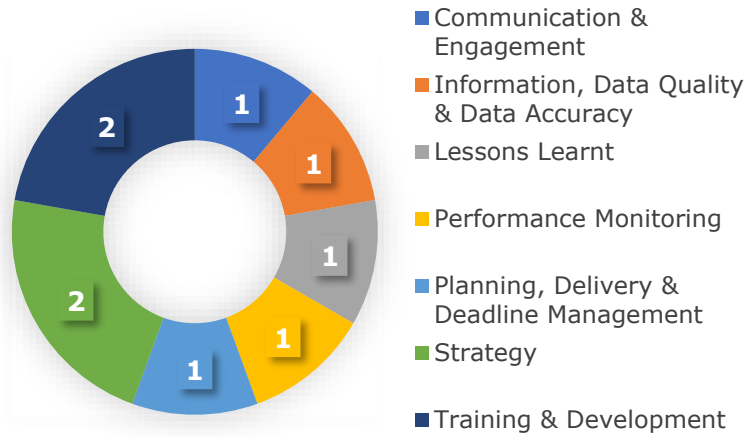 1
1
1
1
1
2
2
Communication &
Engagement
Information, Data Quality
& Data Accuracy
Lessons Learnt
Performance Monitoring
Planning, Delivery &
Deadline Management
Strategy
Training & Development